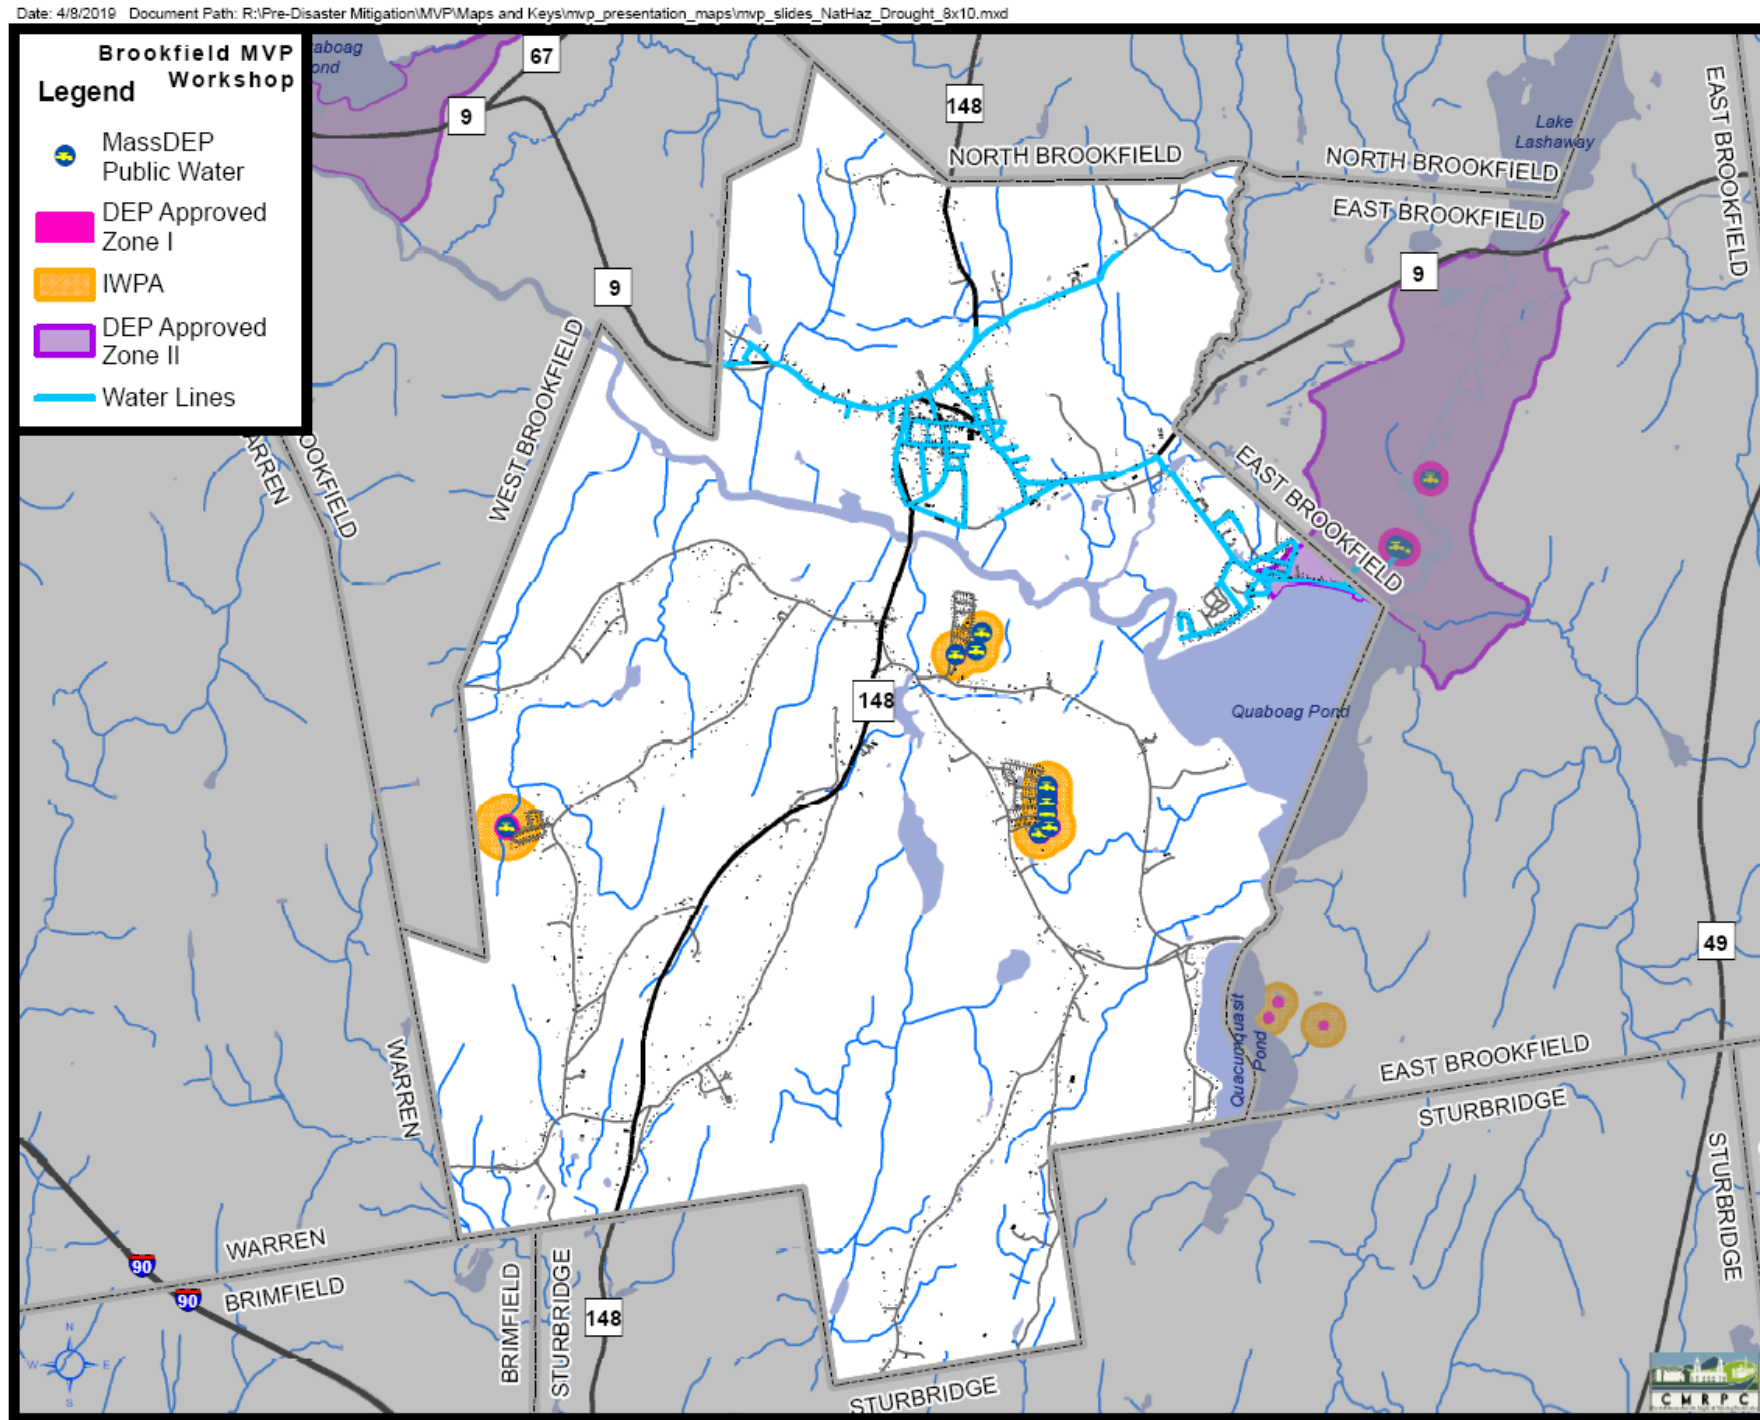 Date: 4/8/2019   Document Path: R:\Pre-Disaster Mitigation\MVP\Maps and Keys\mvp_presentation_maps\mvp_slides_NatHaz_Drought_8x10.mxd
Brookfield MVP
Workshop
Legend
MassDEP
Public Water
DEP Approved
Zone I
IWPA
DEP Approved
Zone II
Water Lines
aboag
ond
67
9
148
NORTH BROOKFIELD
NORTH BROOKFIELD
Lake
Lashaway
EAST BROOKFIELD
EAST BROOKFIELD
9
9
WEST BROOKFIELD
OOKFIELD
ARREN
EAST BROOKFIELD
148
Quaboag Pond
49
Quacumquasit
Pond
EAST BROOKFIELD
STURBRIDGE
WARREN
STURBRIDGE
WARREN
BRIMFIELD
90
90
BRIMFIELD
STURBRIDGE
148
STURBRIDGE
N
W
E
S
CMRPC